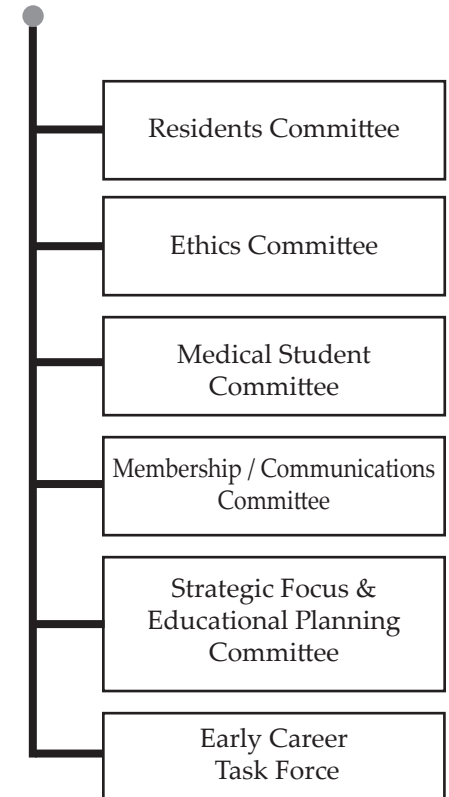 Residents Committee
Ethics Committee
Medical Student
Committee
Membership / Communications
Committee
Strategic Focus &
Educational Planning
Committee
Early Career
Task Force